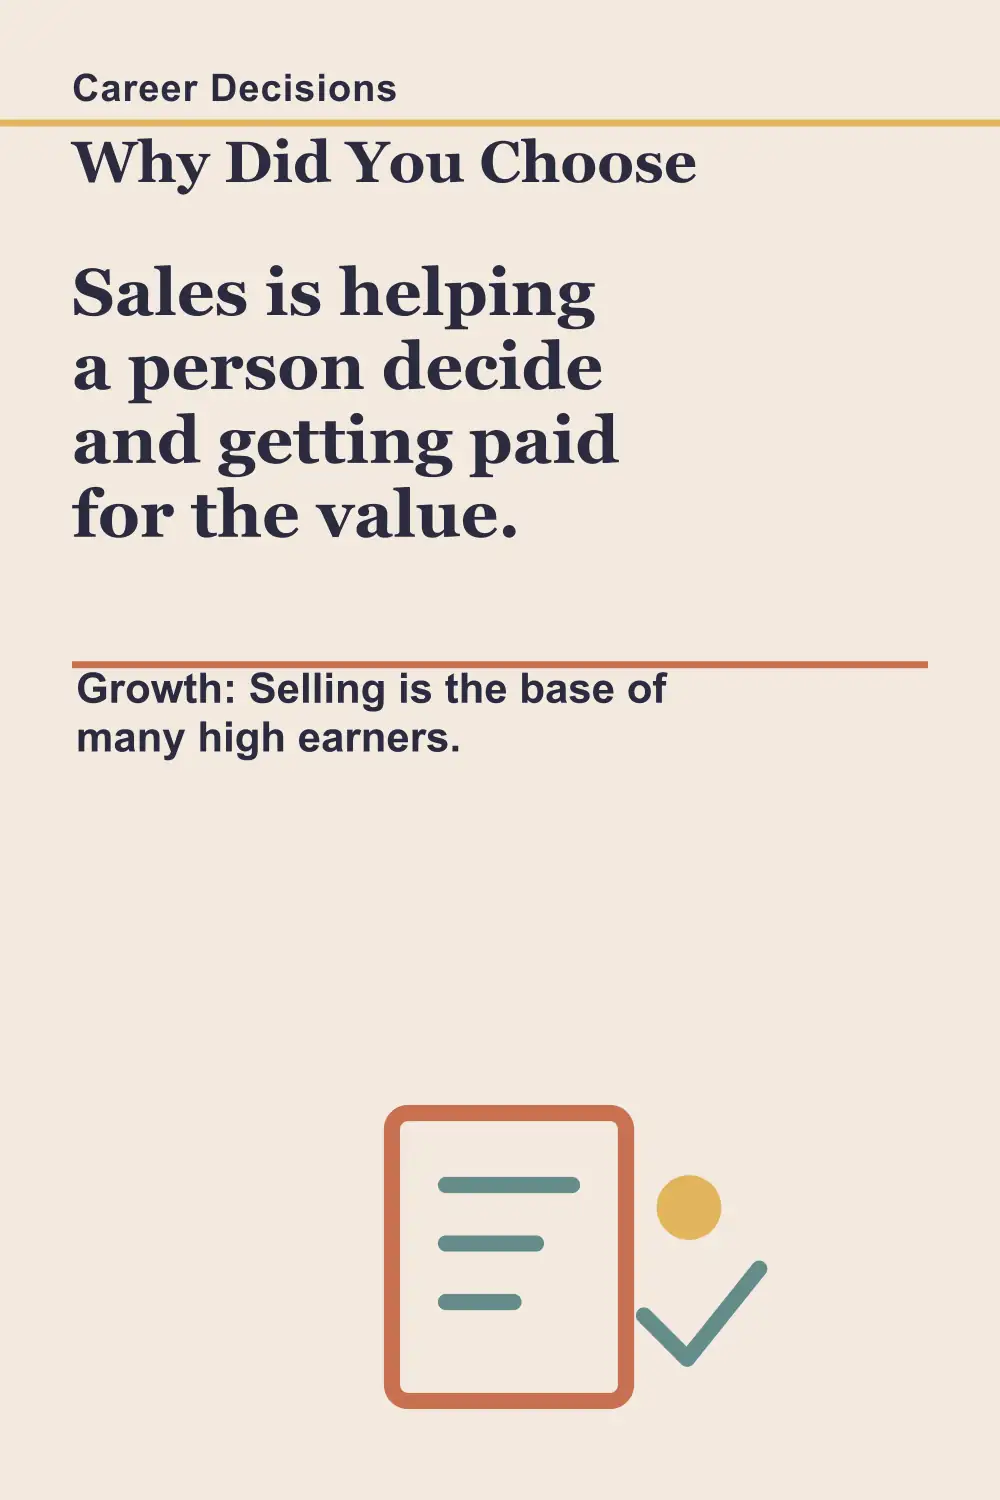 Career Decisions
Why Did You Choose
Sales is helping
a person decide
and getting paid
for the value.
Growth: Selling is the base of
many high earners.